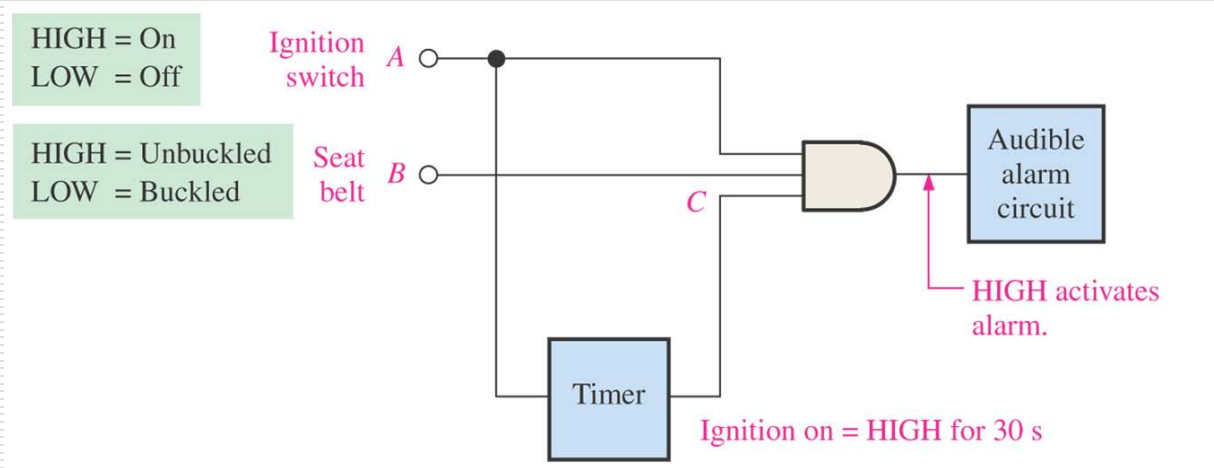 HIGH = On
LOW = Off
Ignition
switch
A
HIGH = Unbuckled
LOW = Buckled
Seat
belt
B
C
Audible
alarm
circuit
HIGH activates
alarm.
Timer
Ignition on = HIGH for 30 s